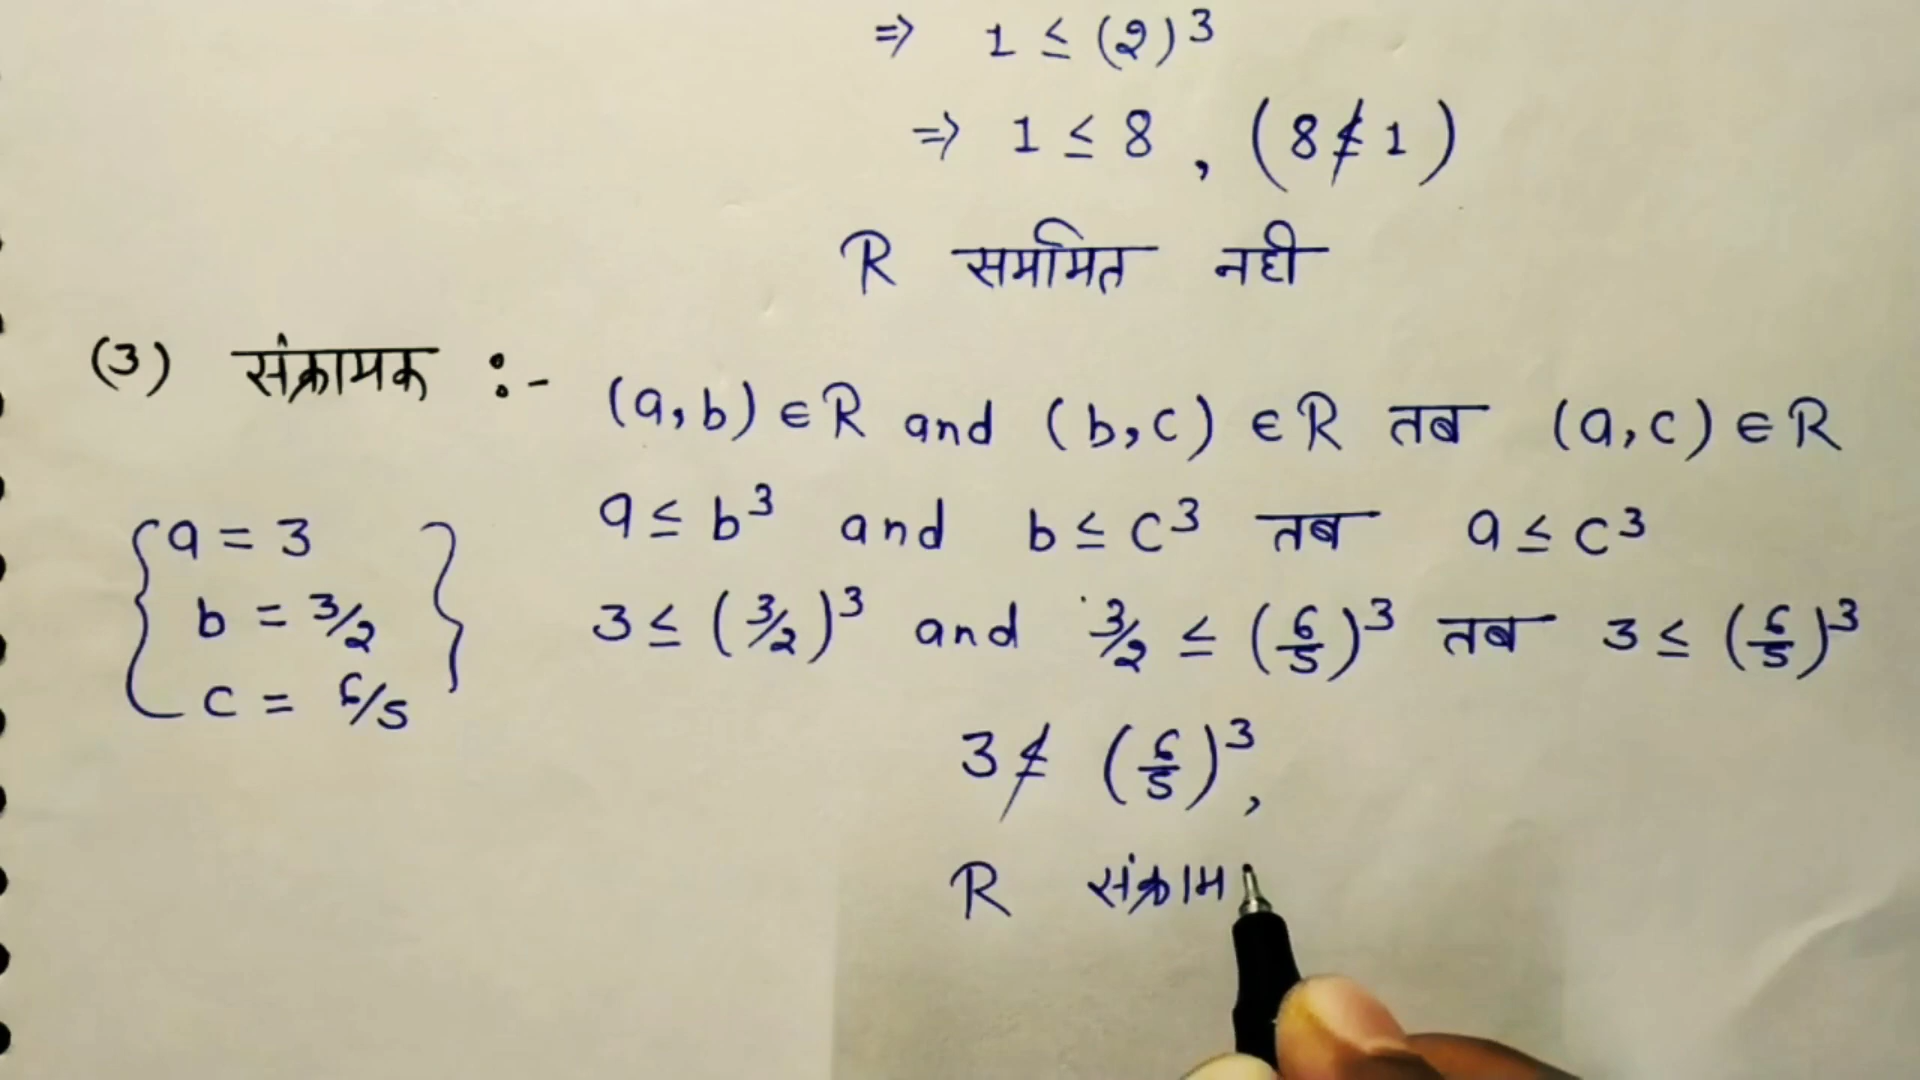 ⇒ 1 ≤ (2)³
⇒ 1 ≤ 8 , (8 ≰ 1)
R सममित नही
(3) संक्रामक :- (a,b) ∈ R and (b,c) ∈ R तब (a,c) ∈ R
a ≤ b³ and b ≤ c³ तब a ≤ c³
{a = 3
b = 3/2
c = 6/5}
3 ≤ (3/2)³ and 3/2 ≤ (6/5)³ तब 3 ≤ (6/5)³
3 ≰ (6/5)³,
R संक्राम